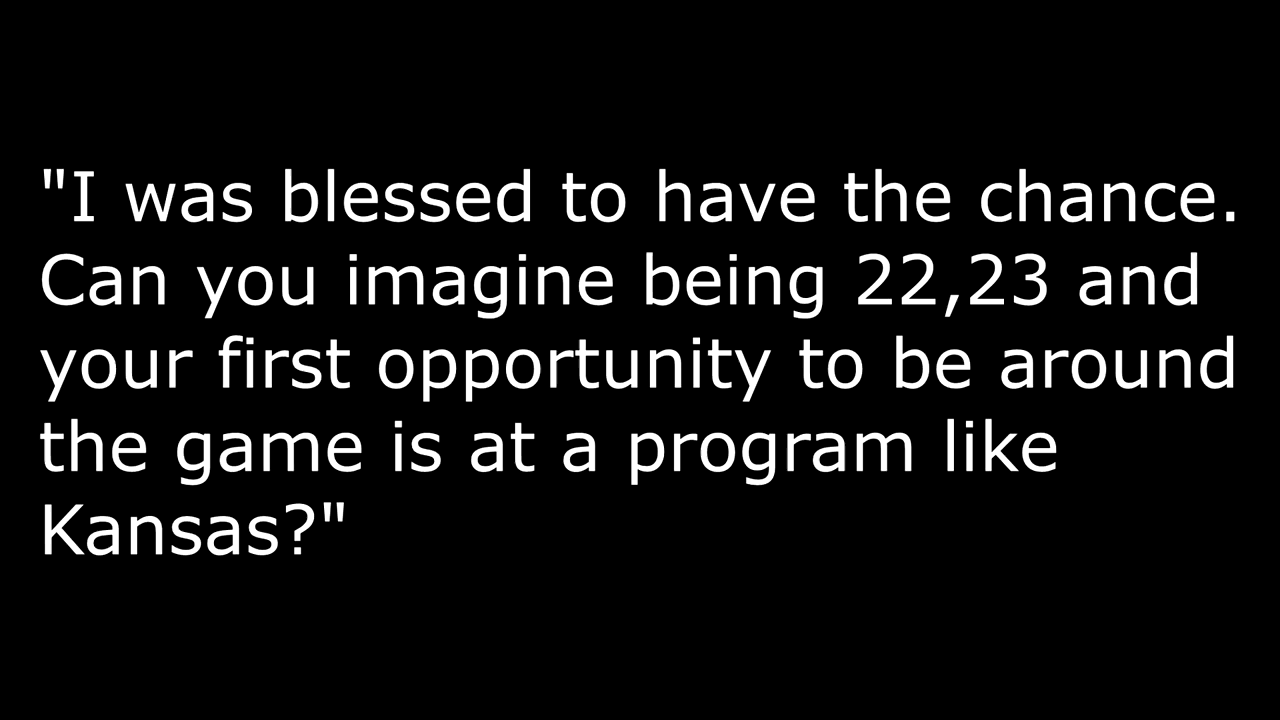 "I was blessed to have the chance.
Can you imagine being 22,23 and
your first opportunity to be around
the game is at a program like
Kansas?"